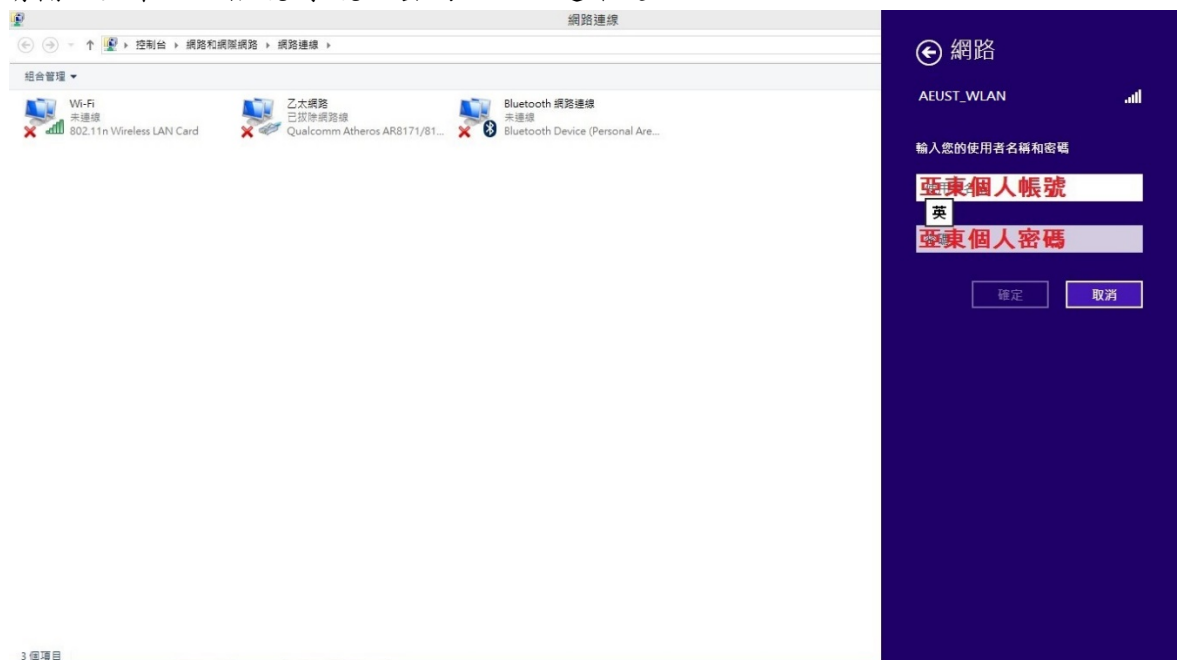 網路連線
控制台 ▸ 網路和網際網路 ▸ 網路連線 ▸
組合管理
Wi-Fi
未連線
802.11n Wireless LAN Card
乙太網路
已拔除網路線
Qualcomm Atheros AR8171/81...
Bluetooth 網路連線
未連線
Bluetooth Device (Personal Are...
3 個項目
網路
AEUST_WLAN
輸入您的使用者名稱和密碼
亞東個人帳號
英
亞東個人密碼
確定
取消